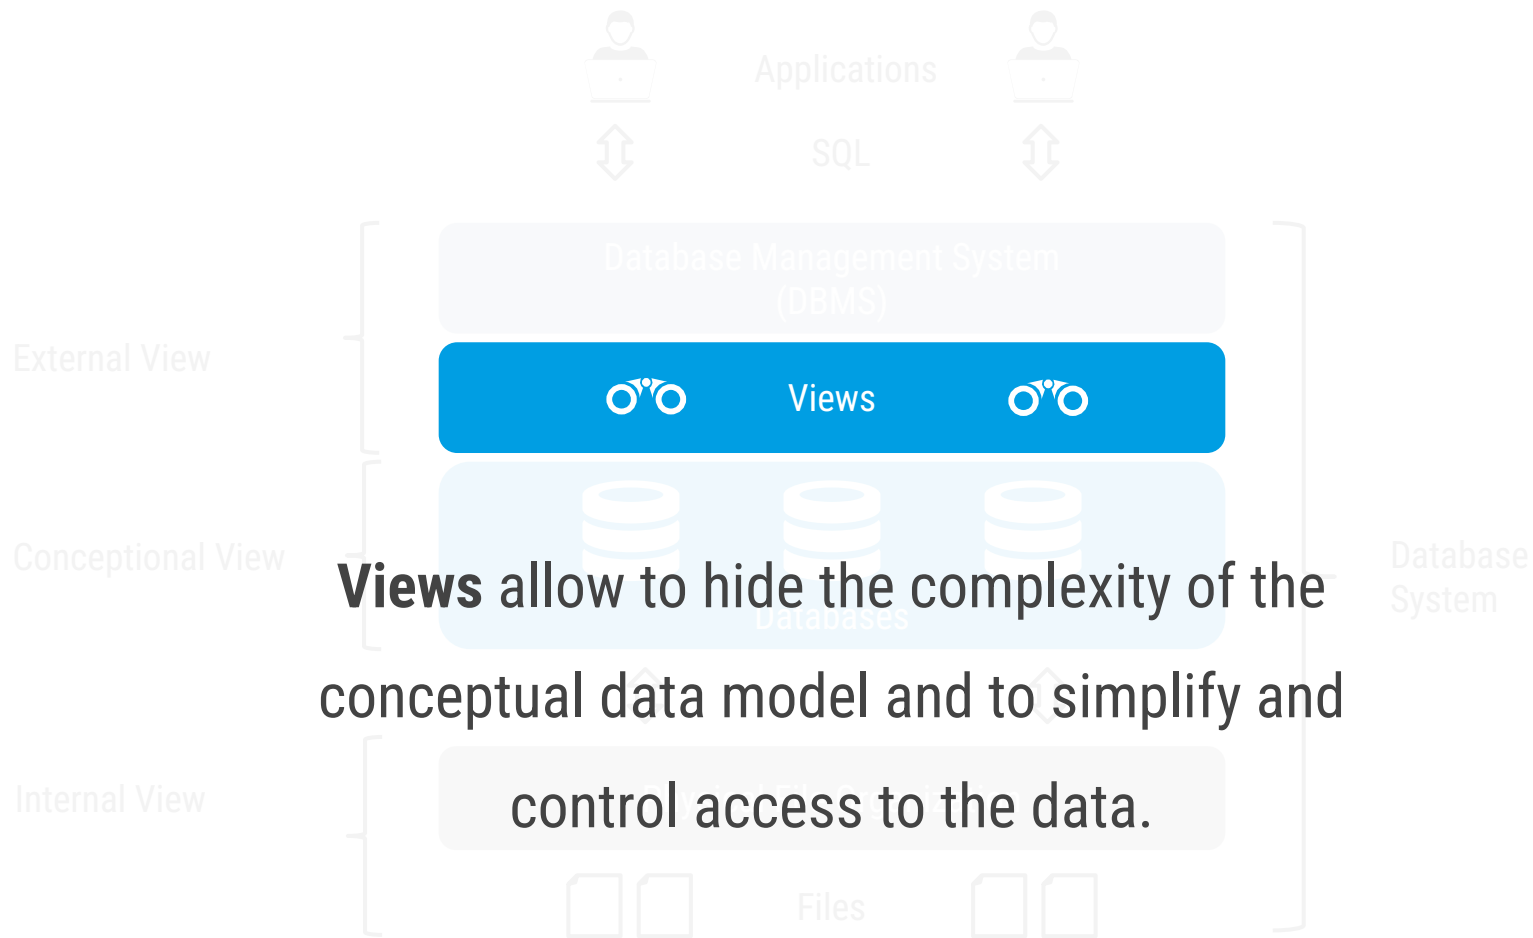 Applications
SQL
Database Management System
(DBMS)
External View
Views
Conceptional View
Database
System
Views allow to hide the complexity of the
Databases
conceptual data model and to simplify and
Internal View
control access to the data.
Files